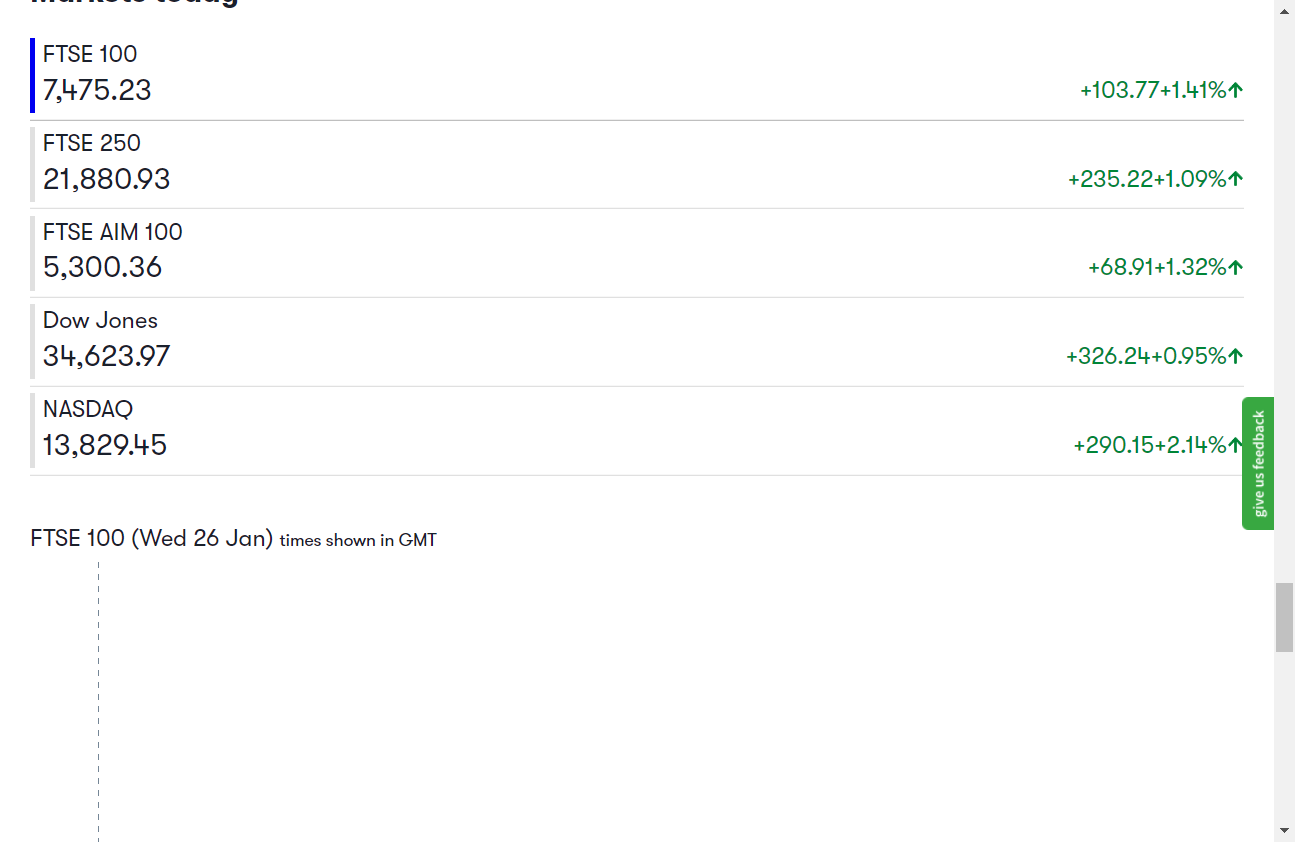 Markets today
FTSE 100
7,475.23
+103.77+1.41%
FTSE 250
21,880.93
+235.22+1.09%
FTSE AIM 100
5,300.36
+68.91+1.32%
Dow Jones
34,623.97
+326.24+0.95%
NASDAQ
13,829.45
+290.15+2.14%
give us feedback
FTSE 100 (Wed 26 Jan) times shown in GMT